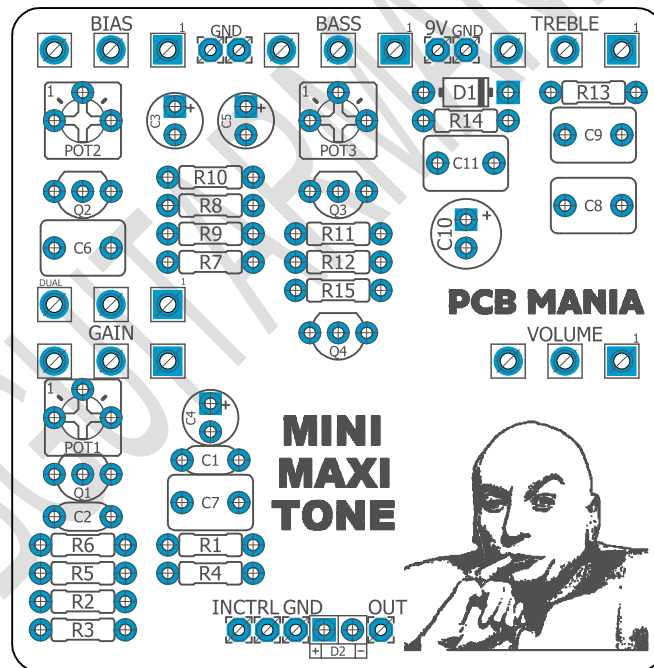 BIAS 1 GND BASS 1 9V GND TREBLE 1
1 POT2 C3 + C5 + 1 POT3 D1 R13
R14
C9
C11
R10
Q2 R8 Q3 C8
C6 R9 R11 C10 +
R7 R12
DUAL 1 R15
PCB MANIA
GAIN Q4 VOLUME 1
1 POT1 C4 +
MINI
MAXI
TONE
Q1 C1
C2 C7
R6 R1
R5 R4
R2
R3
INCTRL GND OUT
+ D2 -
GUITARMAN